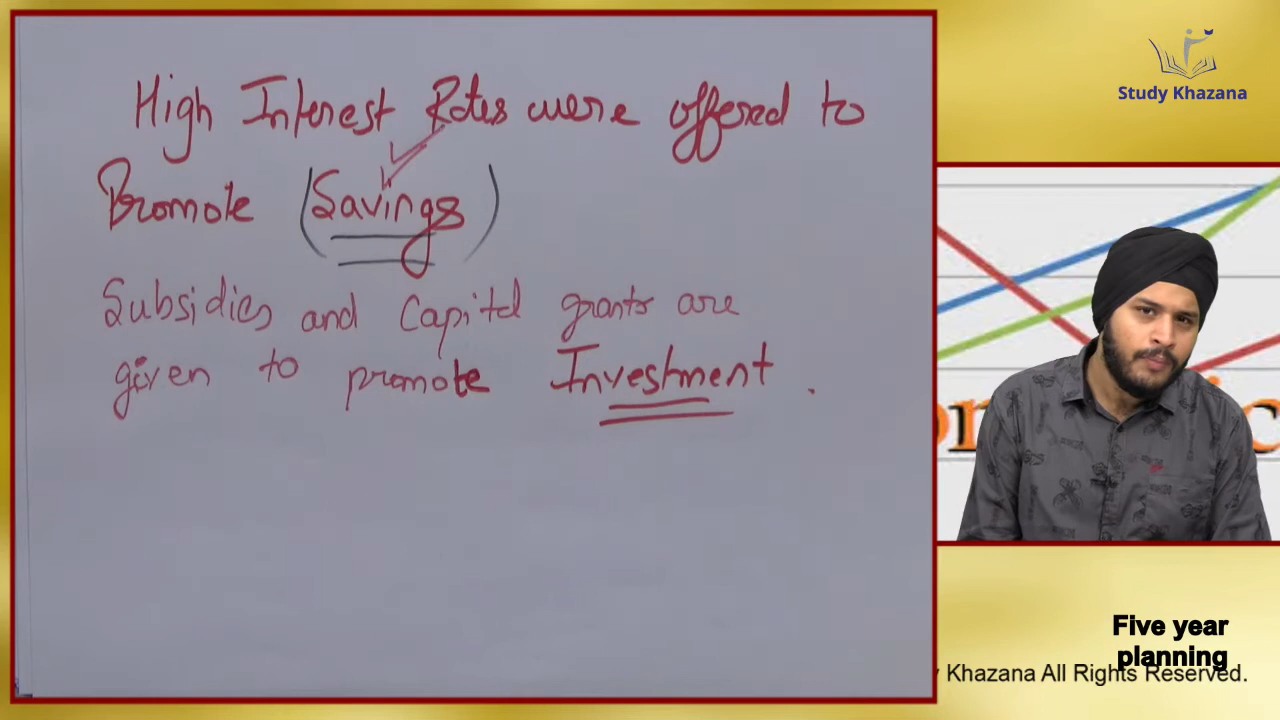 High Interest Rates were offered to
Promote (Savings)
Subsidies and Capital grants are
given to promote Investment.
Study Khazana
Five year
planning
Khazana All Rights Reserved.